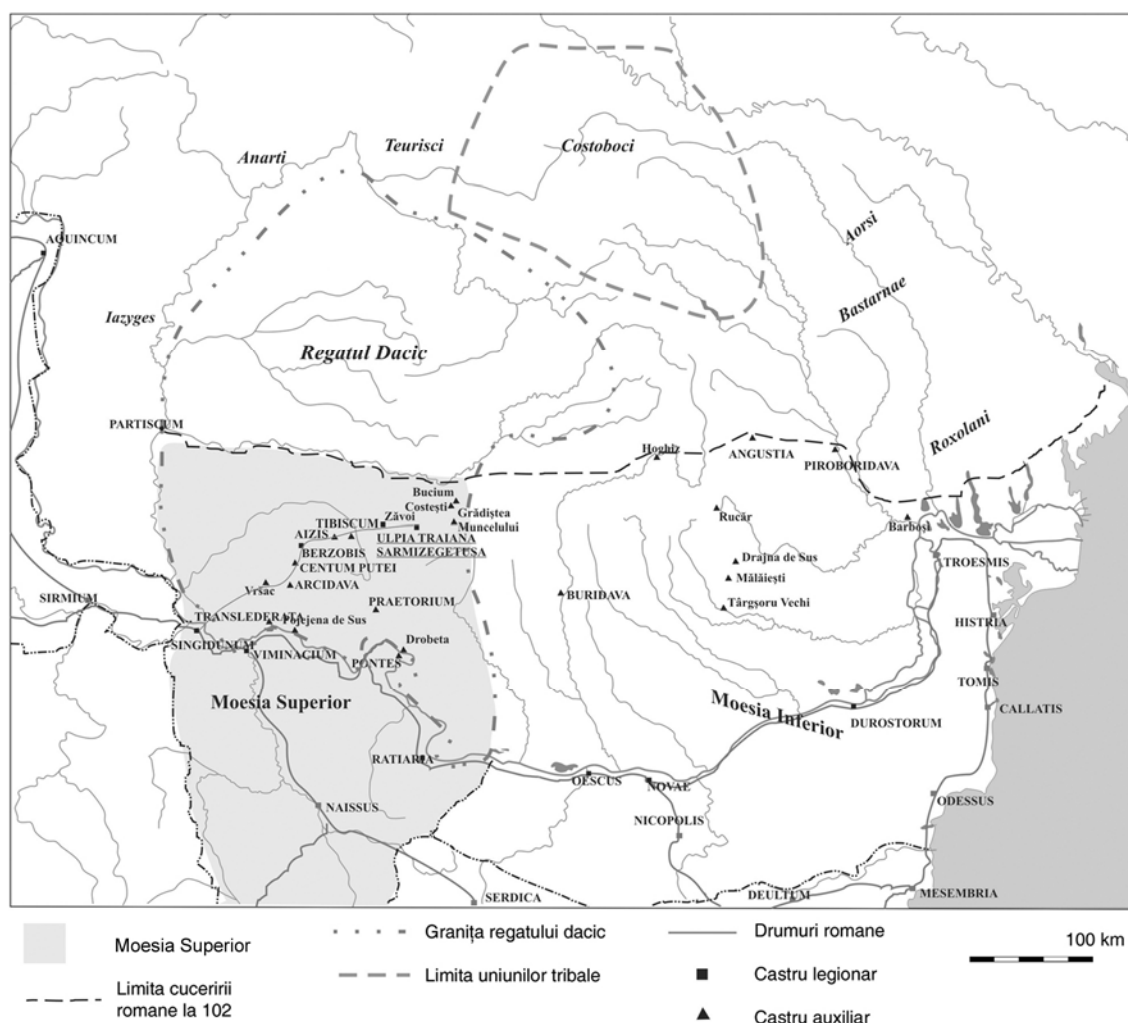 Anarti
Teurisci
Costoboci
AQUINCUM
Aorsi
Bastarnae
Iazyges
Regatul Dacic
PARTISCUM
Roxolani
Hoghiz
ANGUSTIA
PIROBORIDAVA
Bucium
Costești
Grădiștea
Muncelului
Zăvoi
TIBISCUM
AIZIS
ULPIA TRAIANA
SARMIZEGETUSA
BERZOBIS
CENTUM PUTEI
Rucăr
Barboși
Drajna de Sus
Mălăiești
Târgșoru Vechi
TROESMIS
Vrsac
ARCIDAVA
BURIDAVA
SIRMIUM
PRAETORIUM
TRANSLEDERATA
Pojejena de Sus
HISTRIA
SINGIDUNUM
VIMINACIUM
Drobeta
PONTES
TOMIS
Moesia Superior
Moesia Inferior
DUROSTORUM
CALLATIS
RATIARIA
OESCUS
NOVAE
NAISSUS
NICOPOLIS
ODESSUS
SERDICA
DEULTUM
MESEMBRIA
Moesia Superior
Granița regatului dacic
Drumuri romane
100 km
Limita cuceririi
romane la 102
Limita uniunilor tribale
Castru legionar
Castru auxiliar